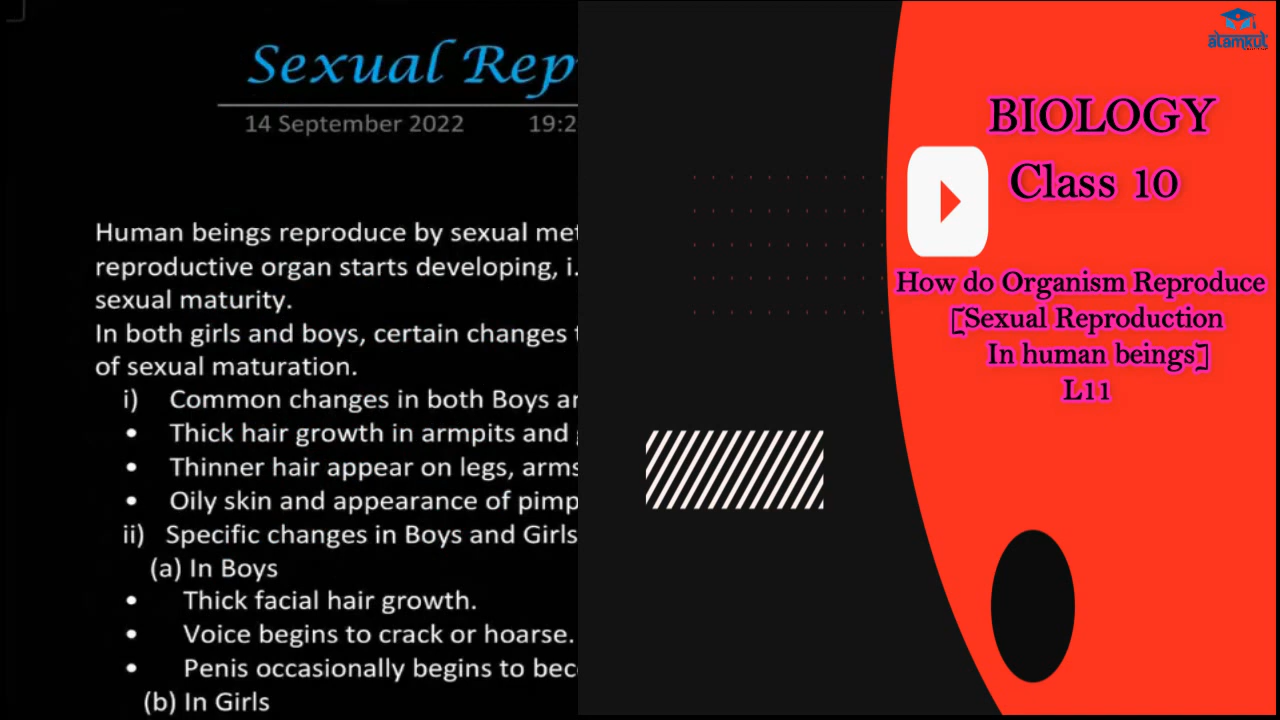 Sexual Rep
14 September 2022 19:2
Human beings reproduce by sexual met
reproductive organ starts developing, i.
sexual maturity.
In both girls and boys, certain changes t
of sexual maturation.
i) Common changes in both Boys ar
• Thick hair growth in armpits and
• Thinner hair appear on legs, arms
• Oily skin and appearance of pimp
ii) Specific changes in Boys and Girls
(a) In Boys
• Thick facial hair growth.
• Voice begins to crack or hoarse.
• Penis occasionally begins to bec
(b) In Girls
atamkul
BIOLOGY
Class 10
How do Organism Reproduce
[Sexual Reproduction
In human beings]
L11